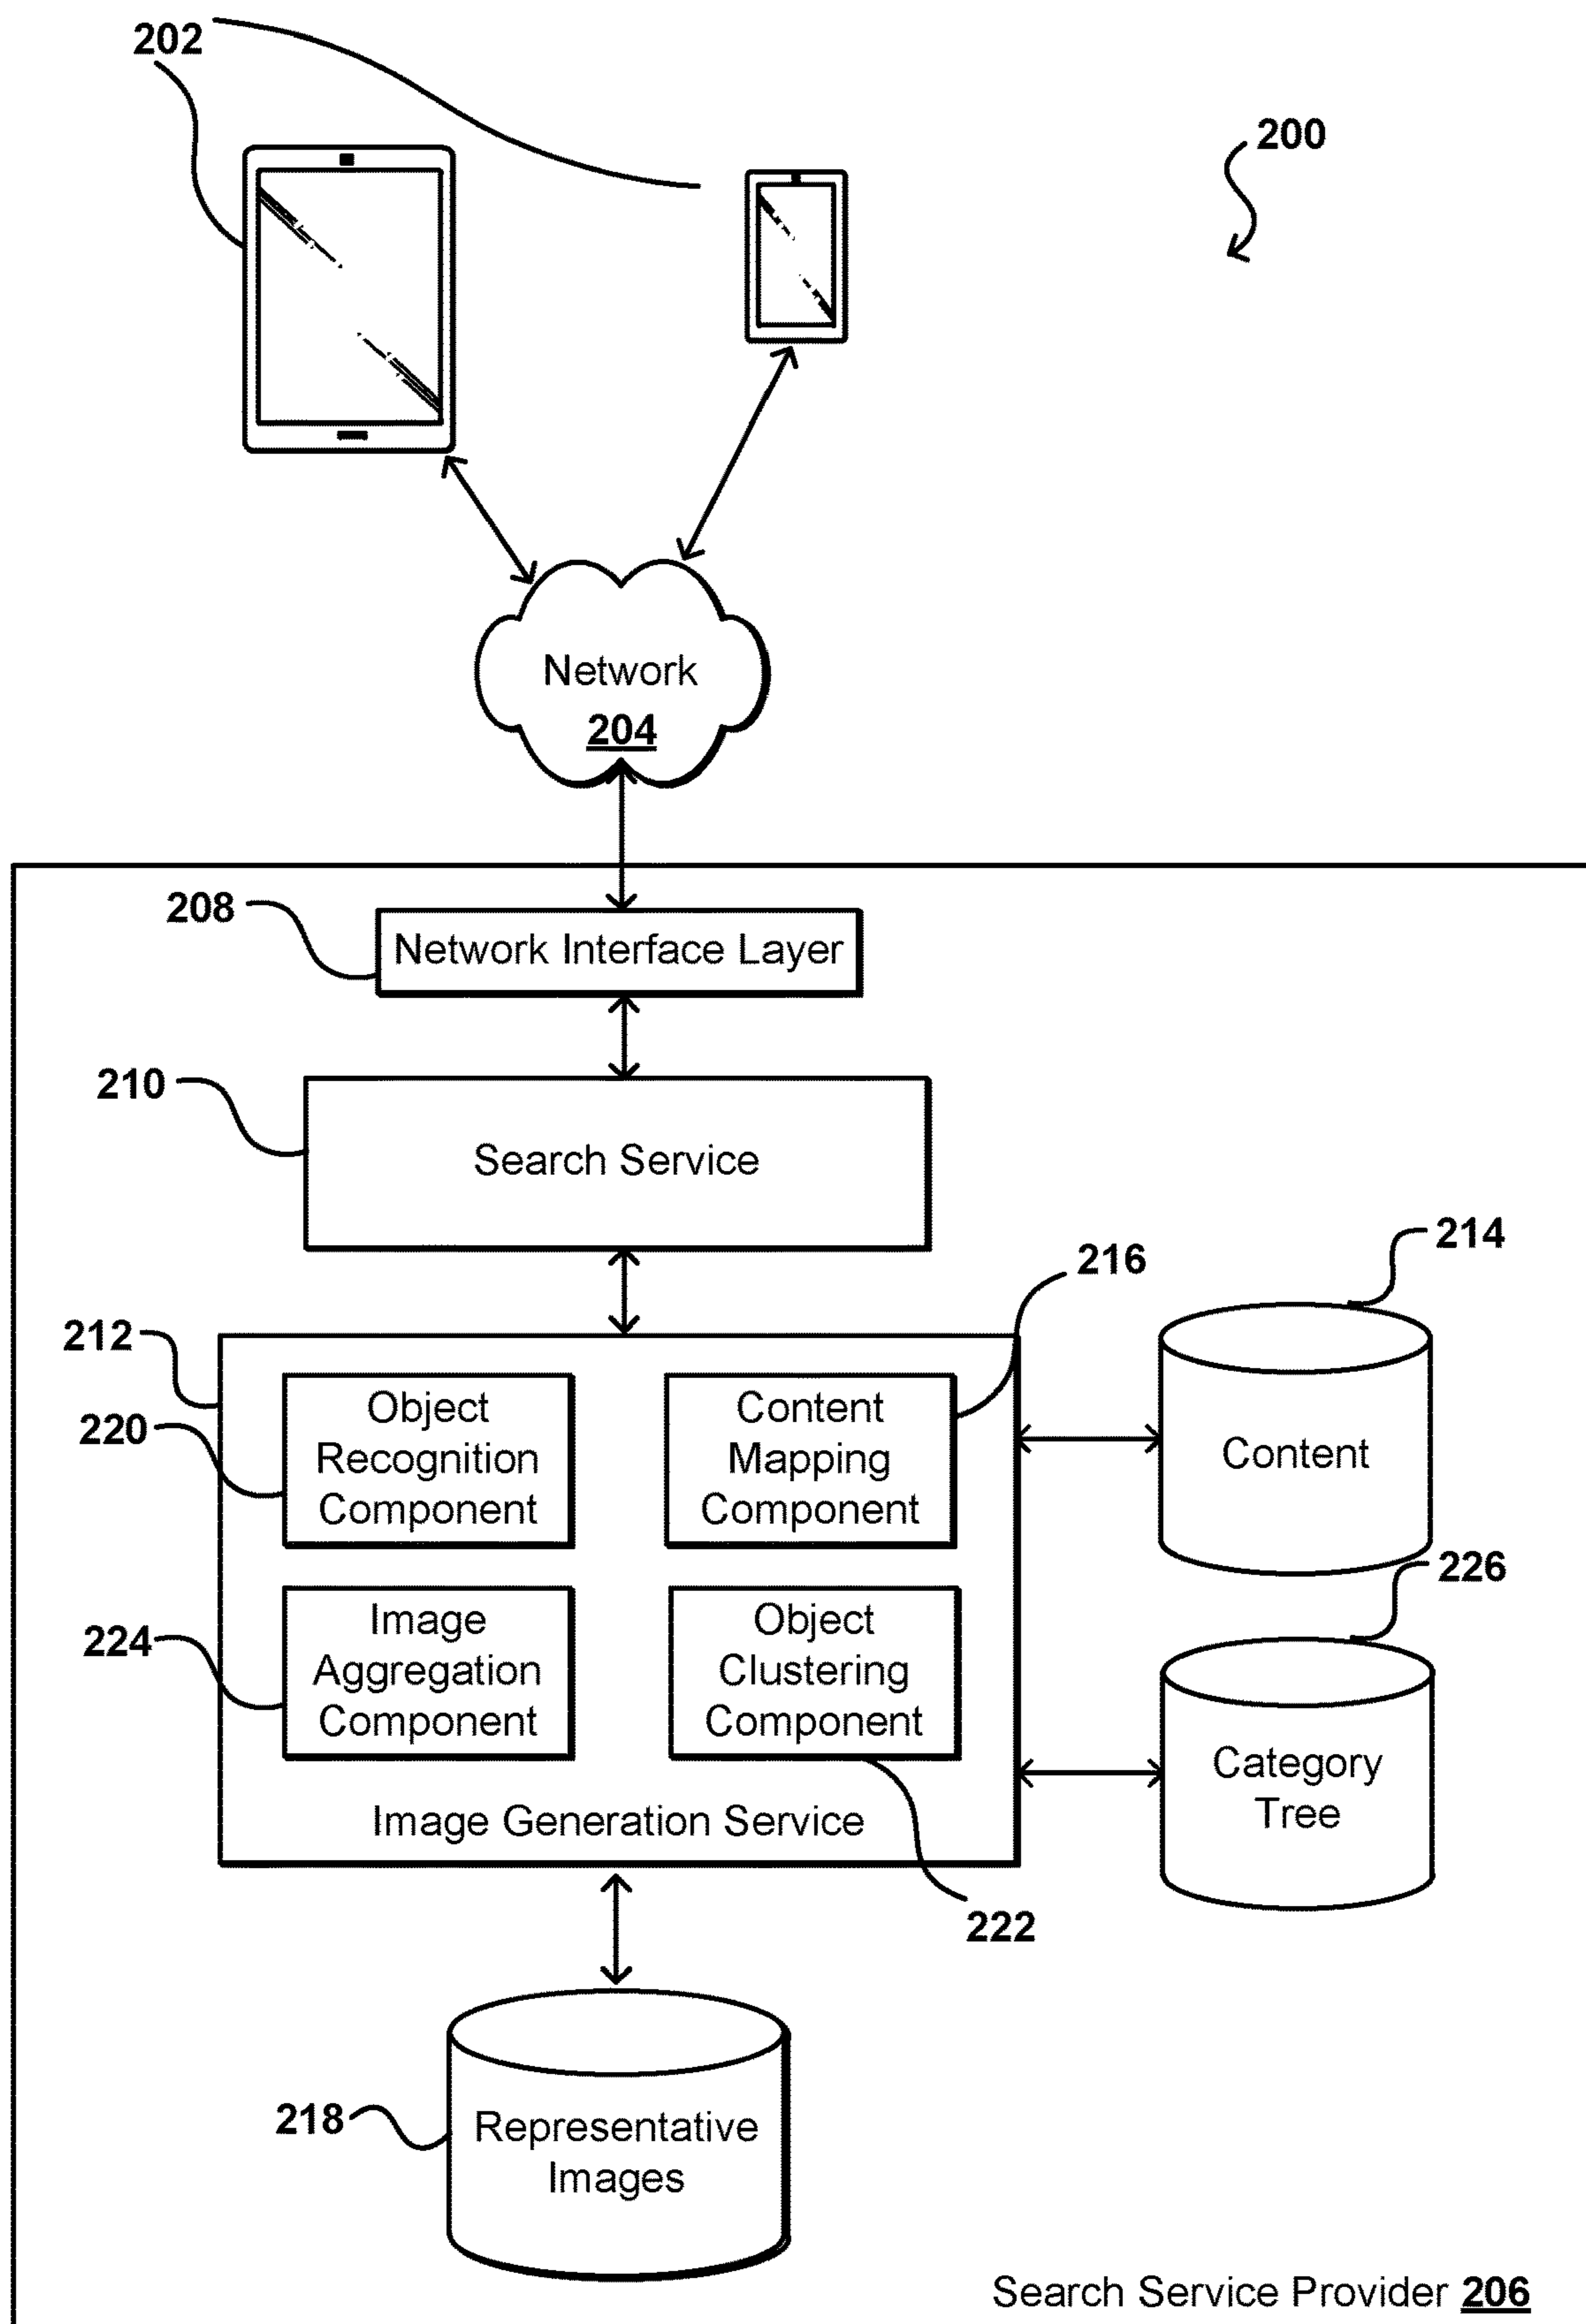 202
200
Network
204
208
Network Interface Layer
210
Search Service
214
216
212
Object
Recognition
Component
220
Content
Mapping
Component
Content
226
Image
Aggregation
Component
224
Object
Clustering
Component
Category
Tree
Image Generation Service
222
218
Representative
Images
Search Service Provider 206